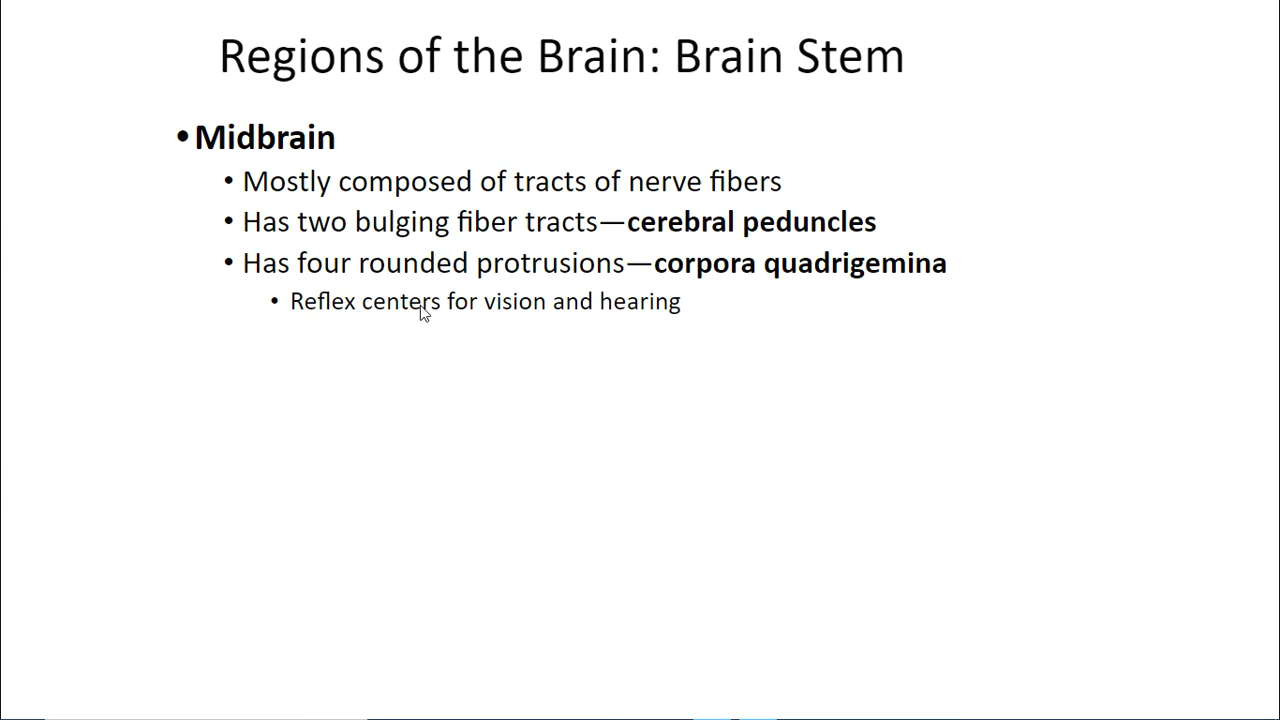 Regions of the Brain: Brain Stem
• Midbrain
• Mostly composed of tracts of nerve fibers
• Has two bulging fiber tracts—cerebral peduncles
• Has four rounded protrusions—corpora quadrigemina
• Reflex centers for vision and hearing